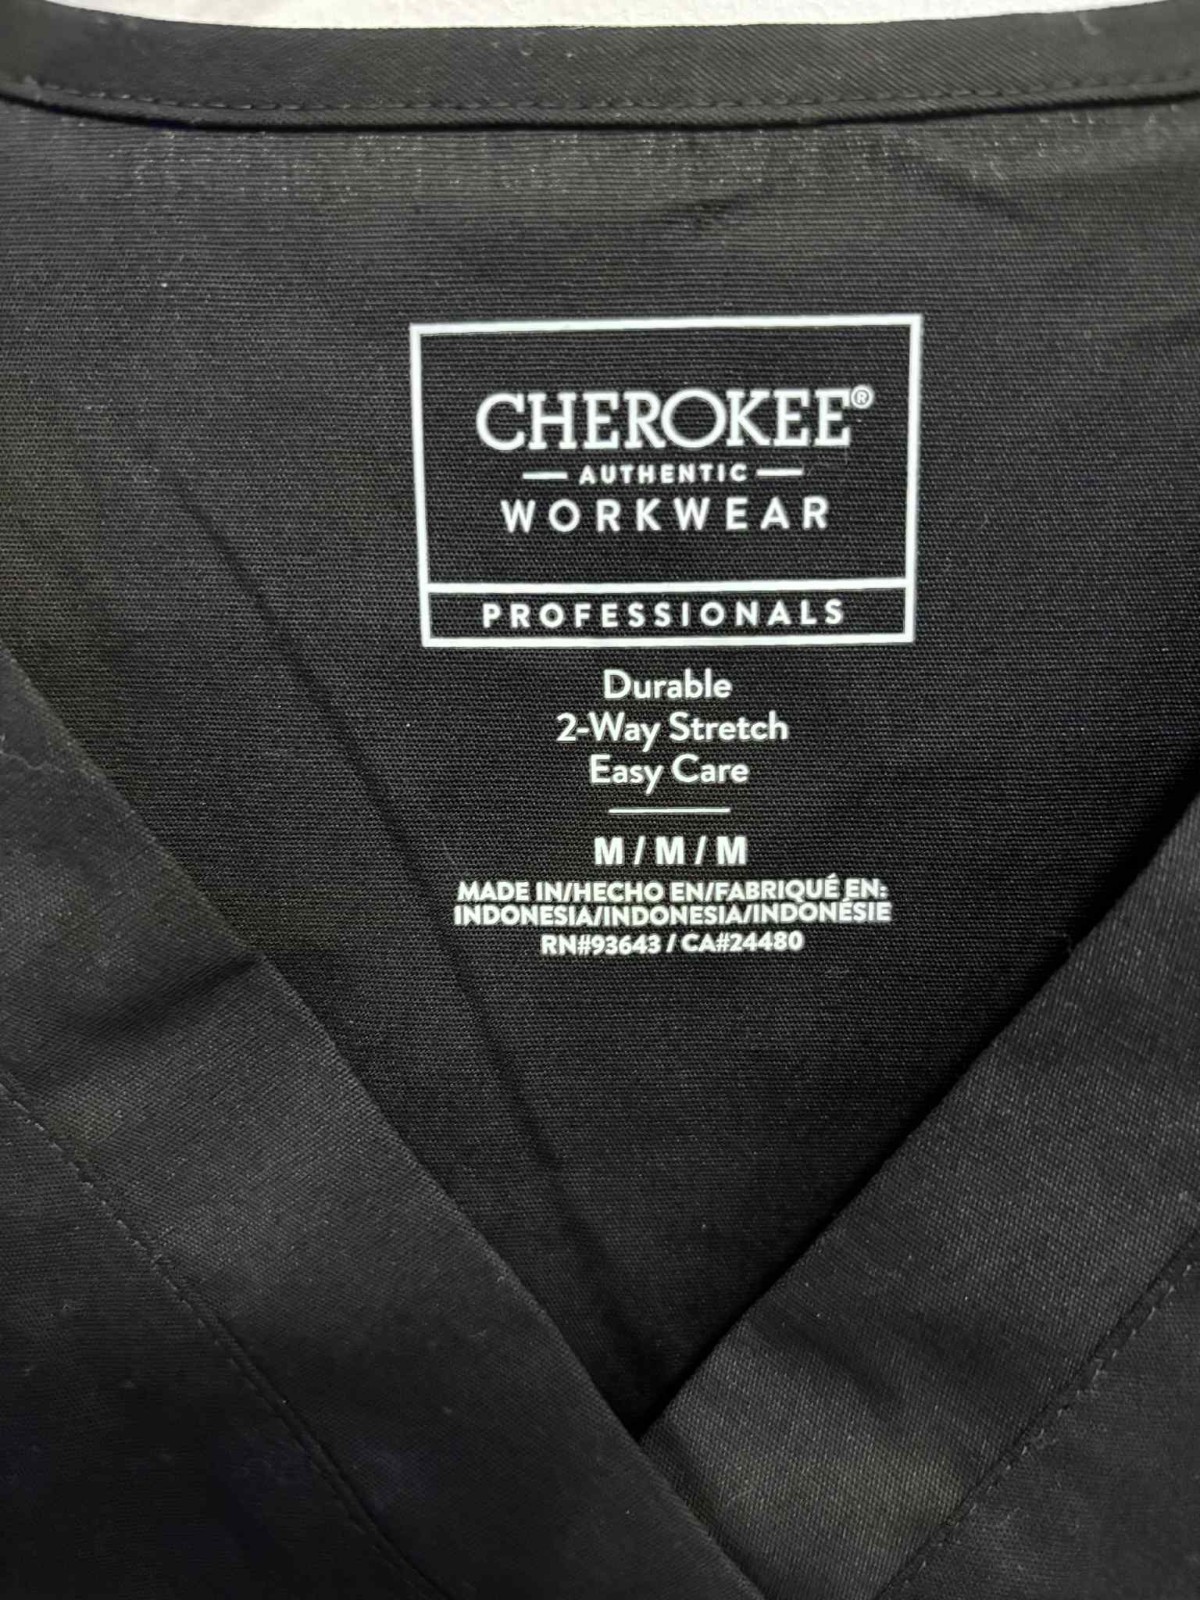 CHEROKEE®
AUTHENTIC
WORKWEAR
PROFESSIONALS
Durable
2-Way Stretch
Easy Care
M / M / M
MADE IN/HECHO EN/FABRIQUÉ EN:
INDONESIA/INDONESIA/INDONÉSIE
RN#93643 / CA#24480